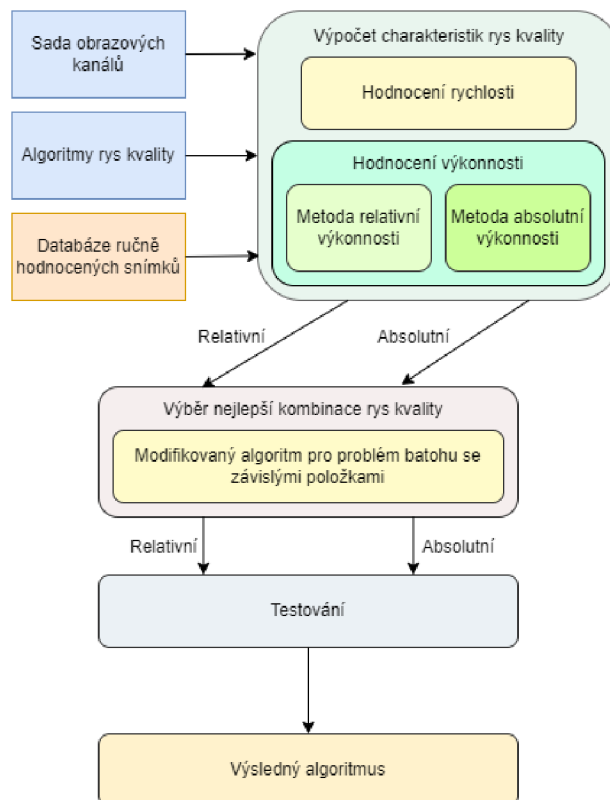 Sada obrazových
kanálů
Výpočet charakteristik rys kvality
Hodnocení rychlosti
Algoritmy rys kvality
Hodnocení výkonnosti
Metoda relativní
výkonnosti
Metoda absolutní
výkonnosti
Databáze ručně
hodnocených snímků
Relativní
Absolutní
Výběr nejlepší kombinace rys kvality
Modifikovaný algoritm pro problém batohu se
závislými položkami
Relativní
Absolutní
Testování
Výsledný algoritmus